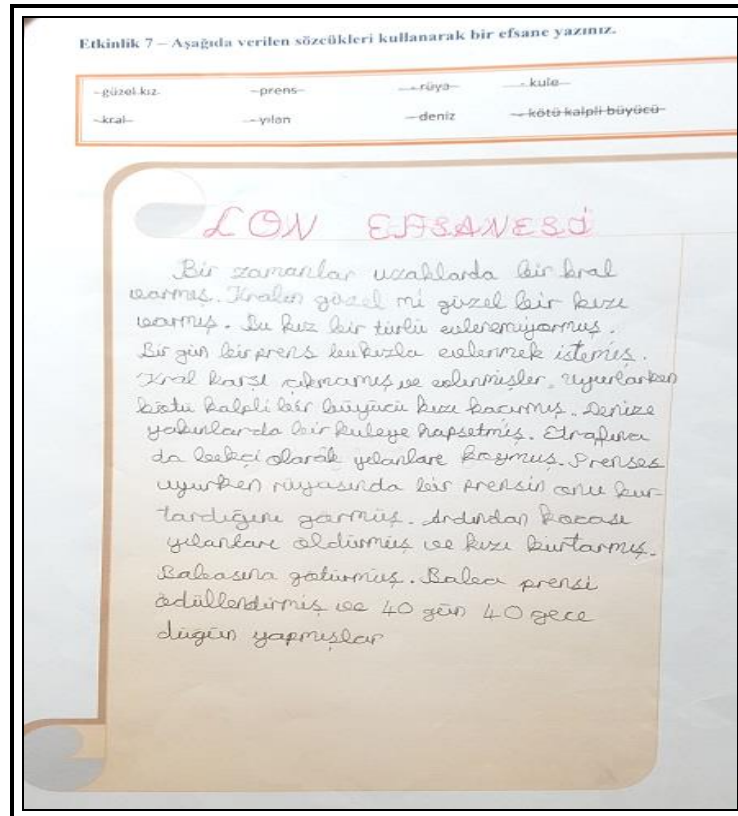 Etkinlik 7 – Aşağıda verilen sözcükleri kullanarak bir efsane yazınız.
-güzel kız -prens- -rüya- - kule-
-kral- -yılan -deniz - kötü kalpli büyücü-
LON EFSANESİ
Bir zamanlar uzaklarda bir kral
varmış. Kralın güzel mi güzel bir kızı
varmış. Bu kız bir türlü evlenemiyormuş.
Bir gün bir prens bu kızla evlenmek istemiş.
Kral karşı çıkmamış ve evlenmişler. Uyurlarken
kötü kalpli bir büyücü kızı kaçırmış. Denize
yakınlarda bir kuleye hapsetmiş. Etrafına
da bekçi olarak yılanları koymuş. Prenses
uyurken rüyasında bir prensin onu kur-
tardığını görmüş. Ardından kocası
yılanları öldürmüş ve kızı kurtarmış.
Babasına götürmüş. Baba prensi
ödüllendirmiş ve 40 gün 40 gece
düğün yapmışlar